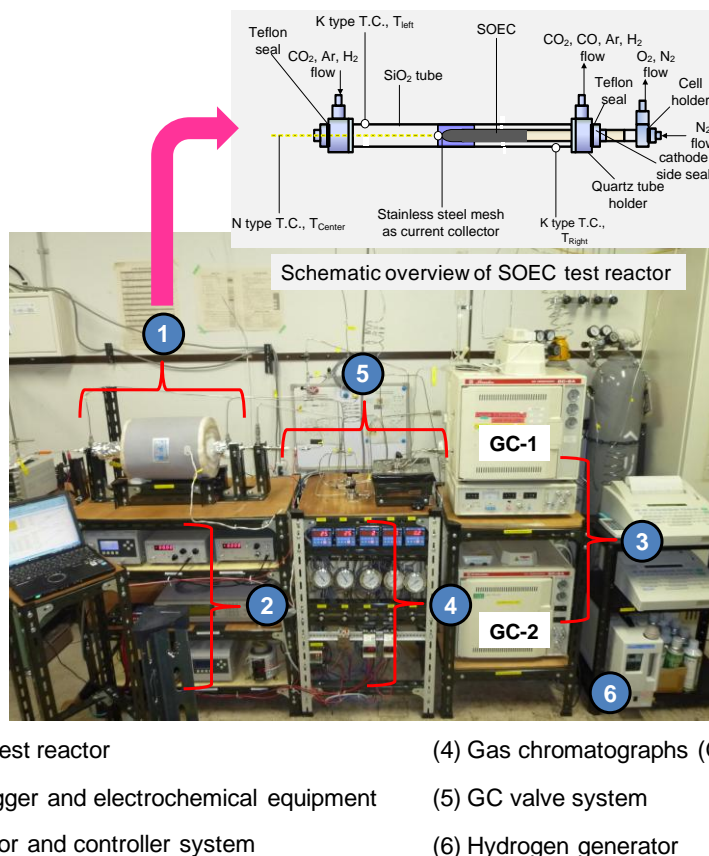 K type T.C., Tleft
SOEC
CO2, CO, Ar, H2
flow
O2, N2
flow
Teflon
seal
CO2, Ar, H2
flow
SiO2 tube
Teflon
seal
Cell
holder
N2
flow
cathode
side seal
Quartz tube
holder
N type T.C., TCenter
Stainless steel mesh
as current collector
K type T.C.,
TRight
Schematic overview of SOEC test reactor
1
5
GC-1
3
2
4
GC-2
6
est reactor
(4) Gas chromatographs (
gger and electrochemical equipment
(5) GC valve system
or and controller system
(6) Hydrogen generator